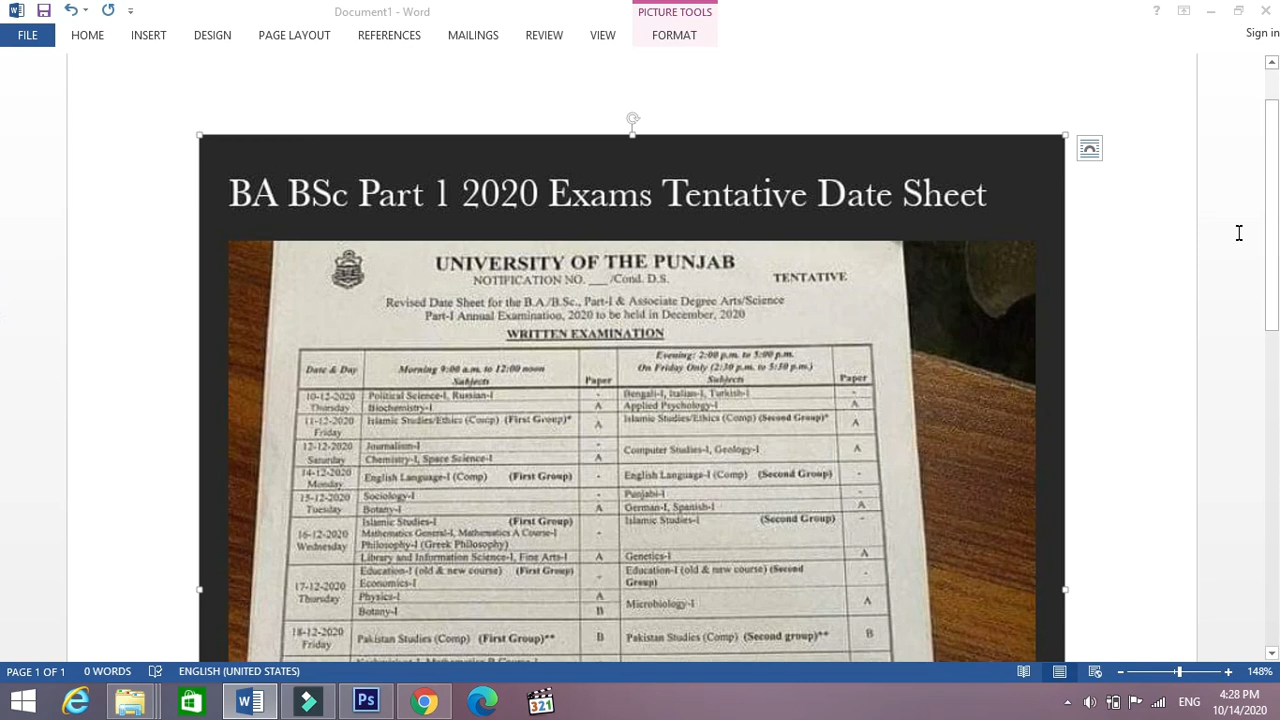 Document1 - Word
PICTURE TOOLS
FILE
HOME
INSERT
DESIGN
PAGE LAYOUT
REFERENCES
MAILINGS
REVIEW
VIEW
FORMAT
Sign in
BA BSc Part 1 2020 Exams Tentative Date Sheet
UNIVERSITY OF THE PUNJAB
NOTIFICATION NO. ___ /Cond. D.S.
TENTATIVE
Revised Date Sheet for the B.A./B.Sc., Part-I & Associate Degree Arts/Science
Part-I Annual Examination, 2020 to be held in December, 2020
WRITTEN EXAMINATION
Date & Day
Morning 9:00 a.m. to 12:00 noon
Subjects
Paper
Evening: 2:00 p.m. to 5:00 p.m.
On Friday Only (2:30 p.m. to 5:30 p.m.)
Subjects
Paper
10-12-2020
Thursday
Political Science-I, Russian-I -
Biochemistry-I A
Bengali-I, Italian-I, Turkish-I -
Applied Psychology-I A
11-12-2020
Friday
Islamic Studies/Ethics (Comp) (First Group)* A
Islamic Studies/Ethics (Comp) (Second Group)* A
12-12-2020
Saturday
Journalism-I -
Chemistry-I, Space Science-I A
Computer Studies-I, Geology-I A
14-12-2020
Monday
English Language-I (Comp) (First Group) -
English Language-I (Comp) (Second Group) -
15-12-2020
Tuesday
Sociology-I -
Botany-I A
Punjabi-I -
German-I, Spanish-I A
16-12-2020
Wednesday
Islamic Studies-I (First Group)
Mathematics General-I, Mathematics A Course-I -
Philosophy-I (Greek Philosophy)
Library and Information Science-I, Fine Arts-I A
Islamic Studies-I (Second Group) -
Genetics-I A
17-12-2020
Thursday
Education-I (old & new course) (First Group) -
Economics-I
Physics-I A
Botany-I B
Education-I (old & new course) (Second
Group) -
Microbiology-I A
18-12-2020
Friday
Pakistan Studies (Comp) (First Group)** B
Pakistan Studies (Comp) (Second group)** B
PAGE 1 OF 1
0 WORDS
ENGLISH (UNITED STATES)
148%
Ps
321
ENG
4:28 PM
10/14/2020